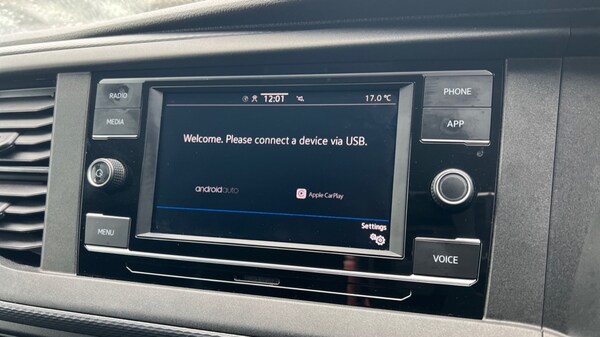 RADIO
MEDIA
MENU
12:01
17.0°C
Welcome. Please connect a device via USB.
androidauto
Apple CarPlay
Settings
PHONE
APP
VOICE